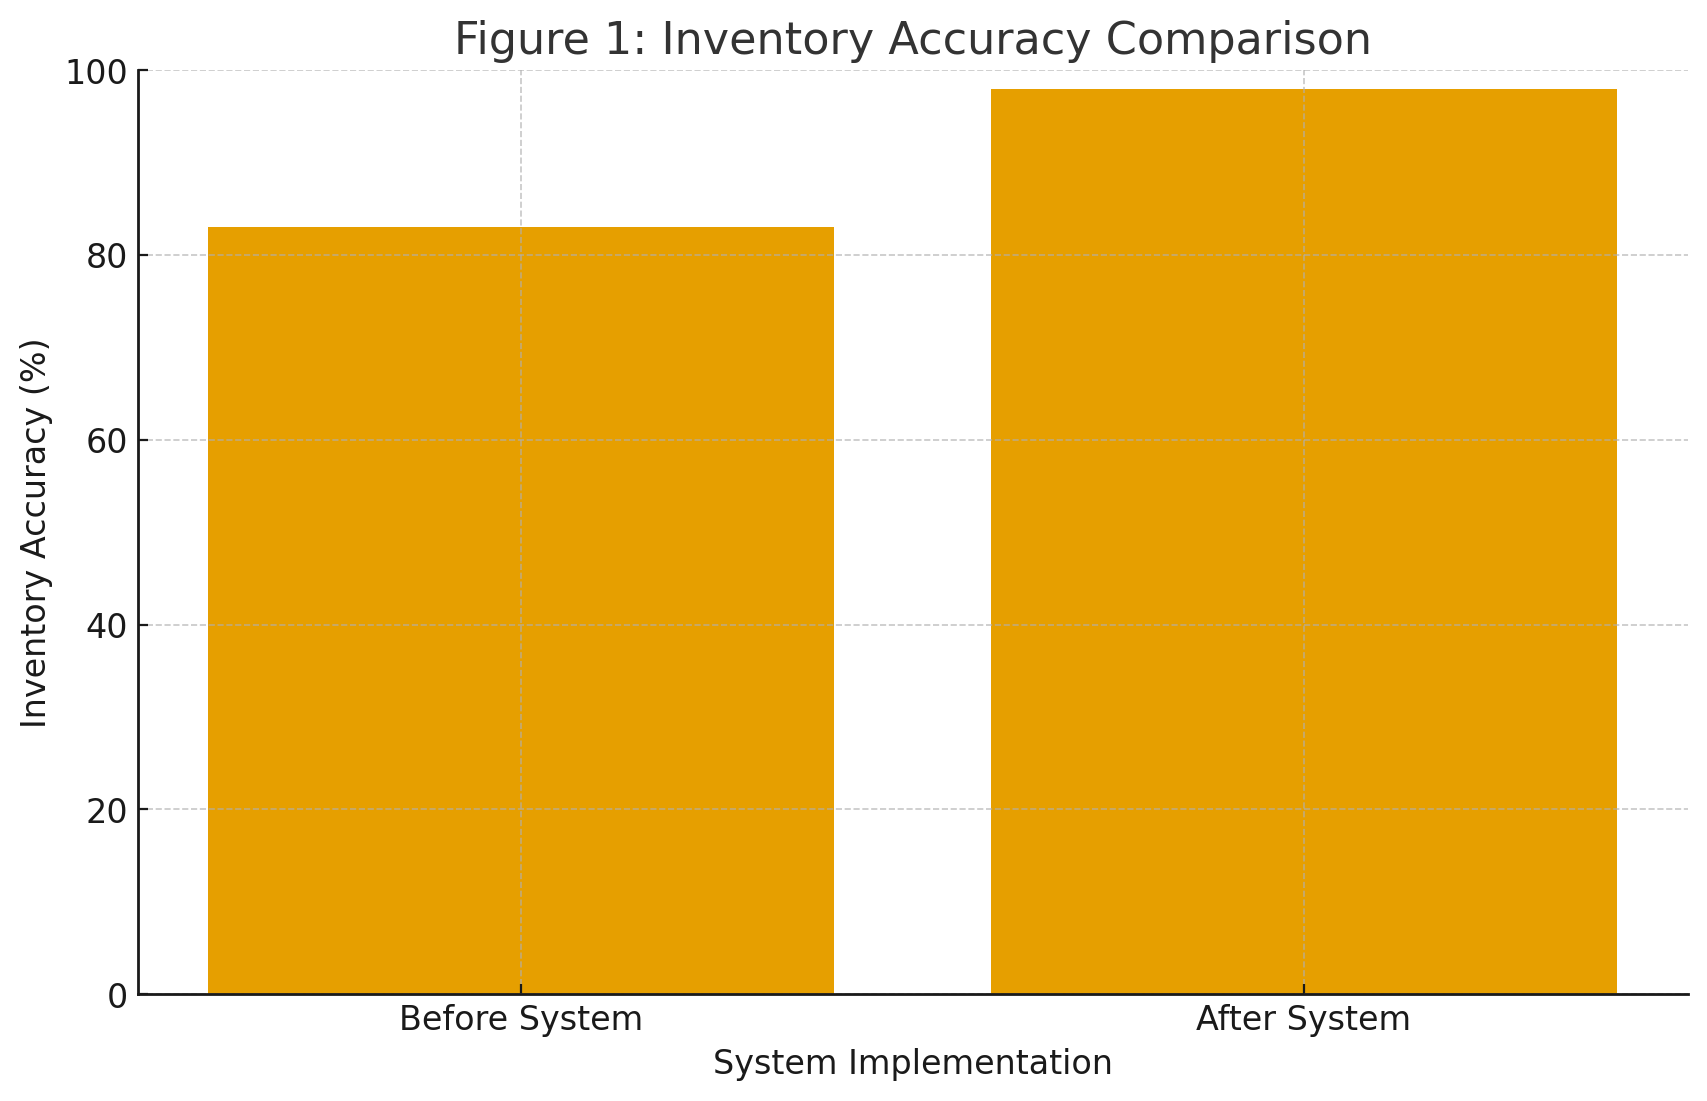 Figure 1: Inventory Accuracy Comparison
100
80
60
40
20
0
Inventory Accuracy (%)
Before System
After System
System Implementation